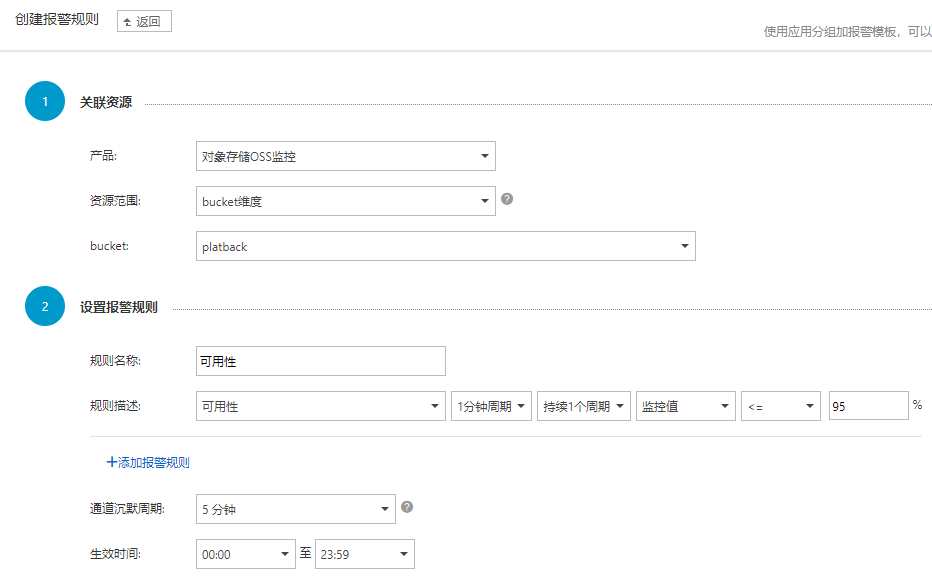 创建报警规则 返回
使用应用分组加报警模板，可以
1 关联资源
产品: 对象存储OSS监控
资源范围: bucket维度 ?
bucket: platback
2 设置报警规则
规则名称: 可用性
规则描述: 可用性 1分钟周期 持续1个周期 监控值 <= 95 %
+添加报警规则
通道沉默周期: 5 分钟 ?
生效时间: 00:00 至 23:59